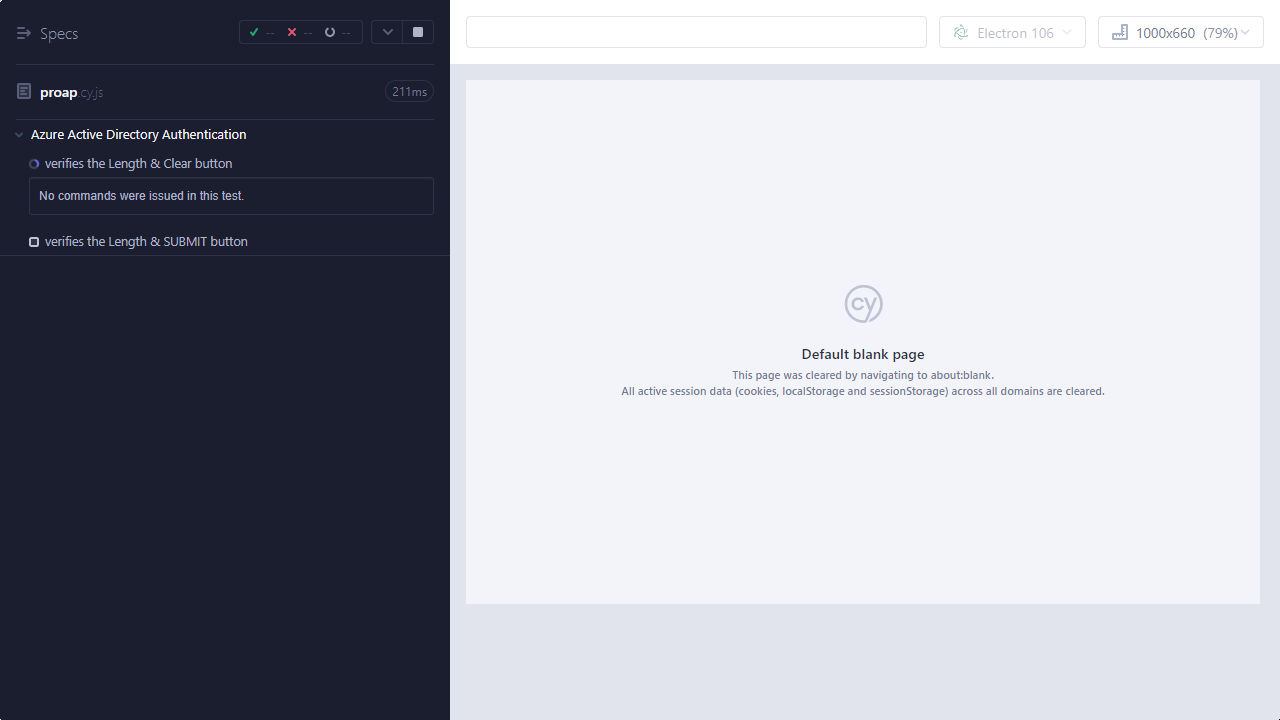 Specs
-- -- --
proap.cy.js
211ms
Azure Active Directory Authentication
verifies the Length & Clear button
No commands were issued in this test.
verifies the Length & SUBMIT button
Electron 106
1000x660 (79%)
cy
Default blank page
This page was cleared by navigating to about:blank.
All active session data (cookies, localStorage and sessionStorage) across all domains are cleared.